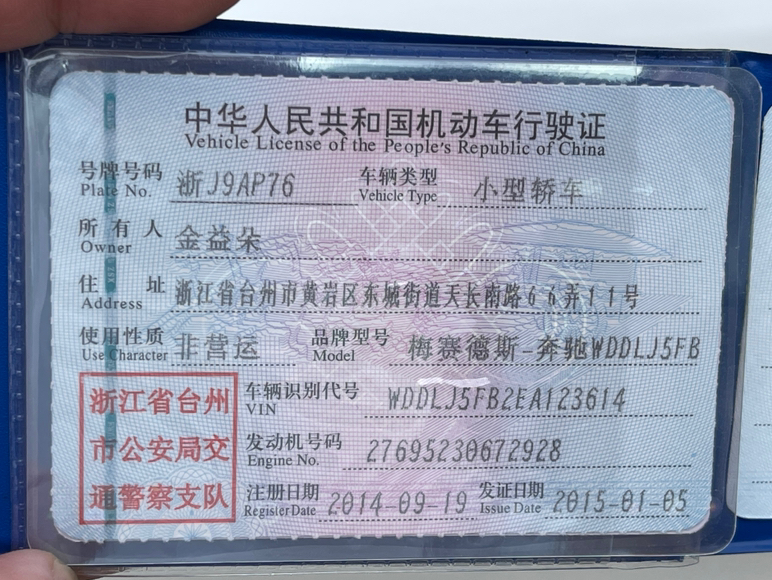 中华人民共和国机动车行驶证
Vehicle License of the People's Republic of China
号牌号码 浙J9AP76 车辆类型 小型轿车
Plate No. Vehicle Type
所有人 金益朵
Owner
住址 浙江省台州市黄岩区东城街道天长南路66弄11号
Address
使用性质 非营运 品牌型号 梅赛德斯-奔驰WDDLJ5FB
Use Character Model
浙江省台州
市公安局交
通警察支队
车辆识别代号 WDDLJ5FB2EA123614
VIN
发动机号码 27695230672928
Engine No.
注册日期 2014-09-19 发证日期 2015-01-05
Register Date Issue Date